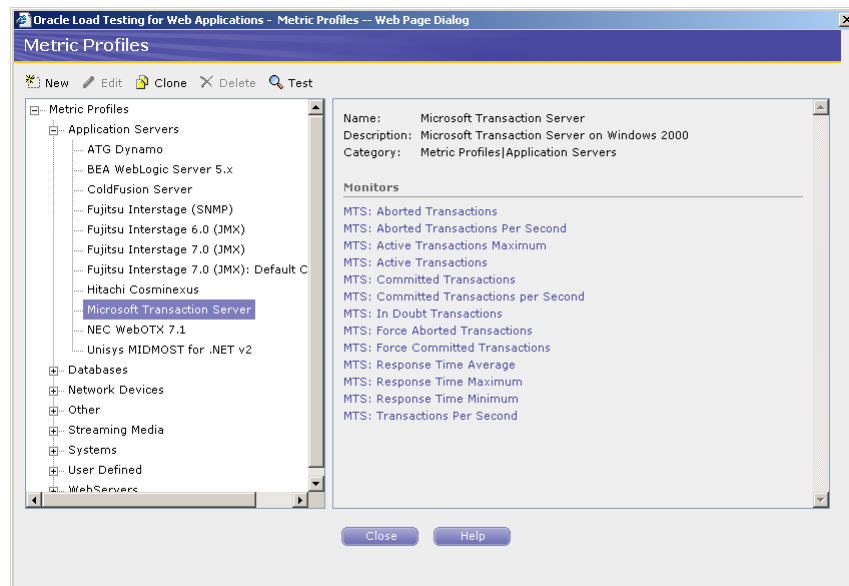 Oracle Load Testing for Web Applications - Metric Profiles -- Web Page Dialog
Metric Profiles
New Edit Clone Delete Test
Metric Profiles
Application Servers
ATG Dynamo
BEA WebLogic Server 5.x
ColdFusion Server
Fujitsu Interstage (SNMP)
Fujitsu Interstage 6.0 (JMX)
Fujitsu Interstage 7.0 (JMX)
Fujitsu Interstage 7.0 (JMX): Default C
Hitachi Cosminexus
Microsoft Transaction Server
NEC WebOTX 7.1
Unisys MIDMOST for .NET v2
Databases
Network Devices
Other
Streaming Media
Systems
User Defined
WebServers
Name: Microsoft Transaction Server
Description: Microsoft Transaction Server on Windows 2000
Category: Metric Profiles|Application Servers
Monitors
MTS: Aborted Transactions
MTS: Aborted Transactions Per Second
MTS: Active Transactions Maximum
MTS: Active Transactions
MTS: Committed Transactions
MTS: Committed Transactions per Second
MTS: In Doubt Transactions
MTS: Force Aborted Transactions
MTS: Force Committed Transactions
MTS: Response Time Average
MTS: Response Time Maximum
MTS: Response Time Minimum
MTS: Transactions Per Second
Close Help